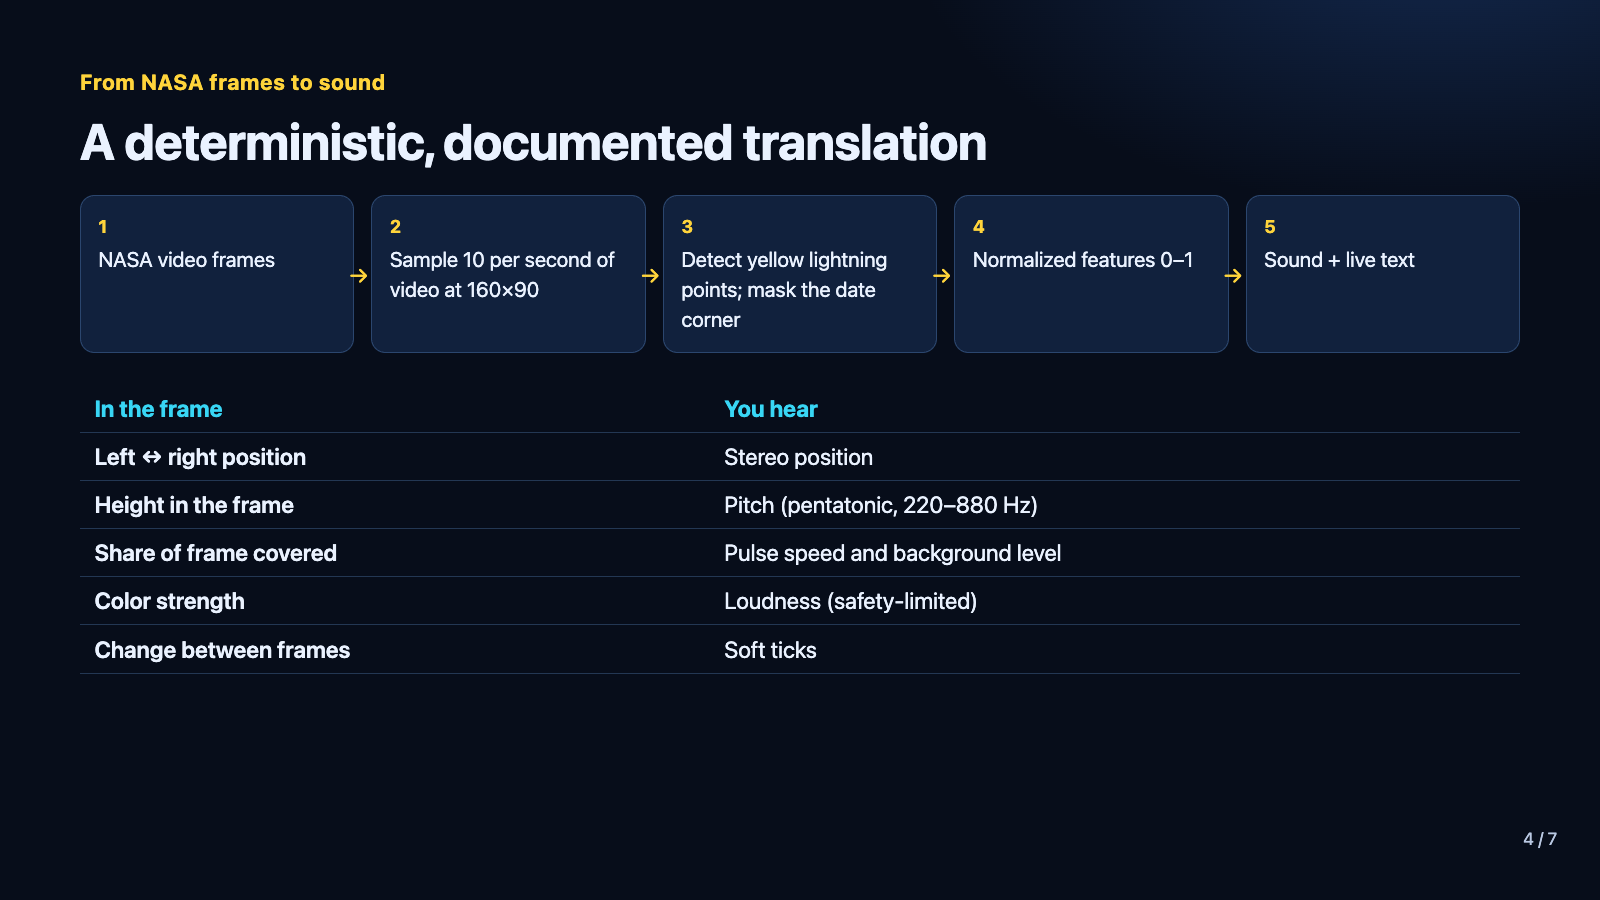 From NASA frames to sound
A deterministic, documented translation
1
NASA video frames
→
2
Sample 10 per second of
video at 160×90
→
3
Detect yellow lightning
points; mask the date
corner
→
4
Normalized features 0–1
→
5
Sound + live text
In the frame
You hear
Left ↔ right position
Stereo position
Height in the frame
Pitch (pentatonic, 220–880 Hz)
Share of frame covered
Pulse speed and background level
Color strength
Loudness (safety-limited)
Change between frames
Soft ticks
4 / 7